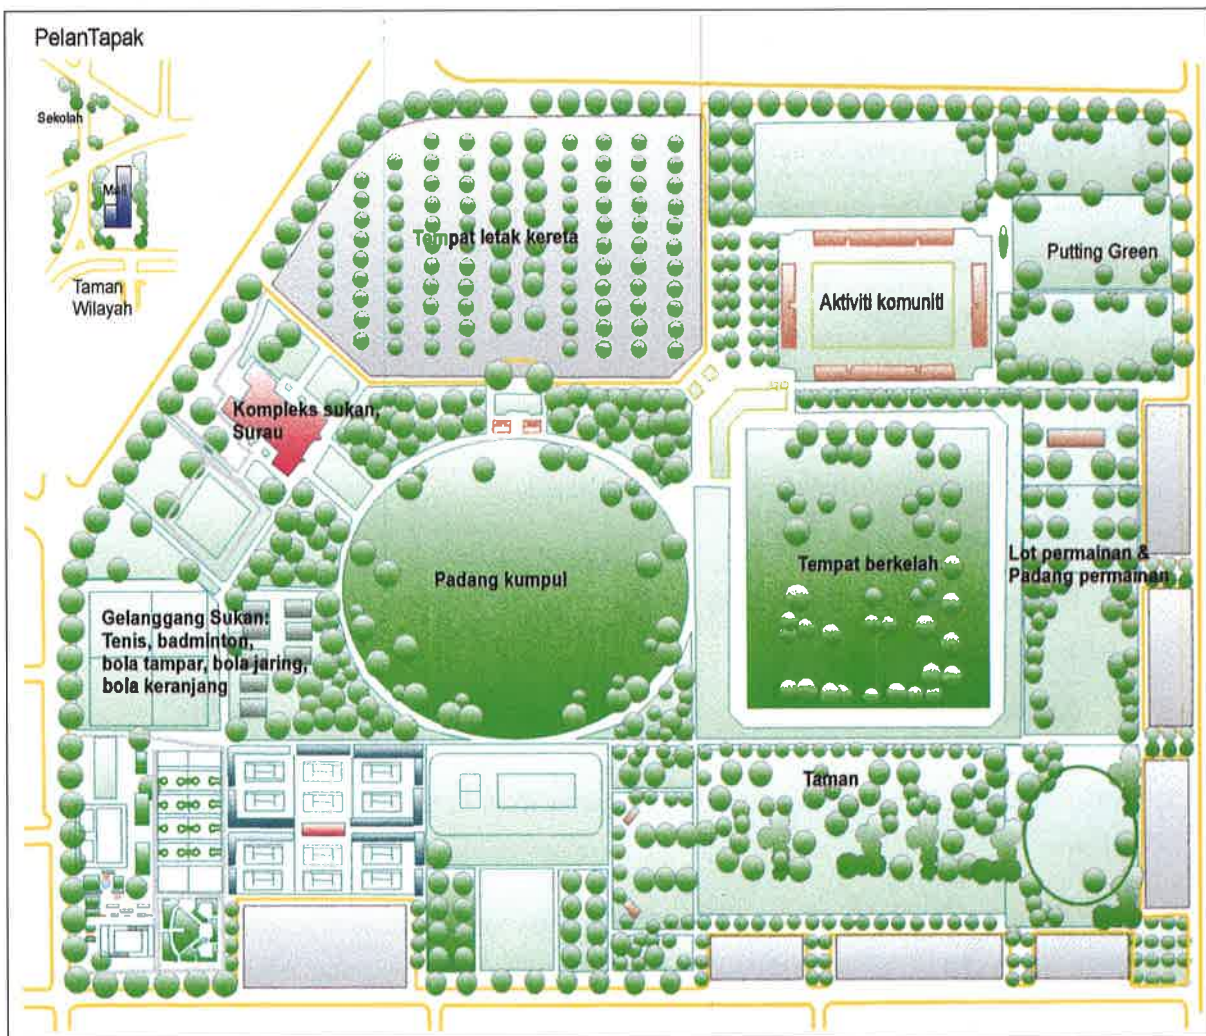 PelanTapak
Sekolah
Mall
Taman
Wilayah
Tempat letak kereta
Putting Green
Aktiviti komuniti
Kompleks sukan,
Surau
Padang kumpul
Tempat berkelah
Lot permainan &
Padang permainan
Gelanggang Sukan:
Tenis, badminton,
bola tampar, bola jaring,
bola keranjang
Taman